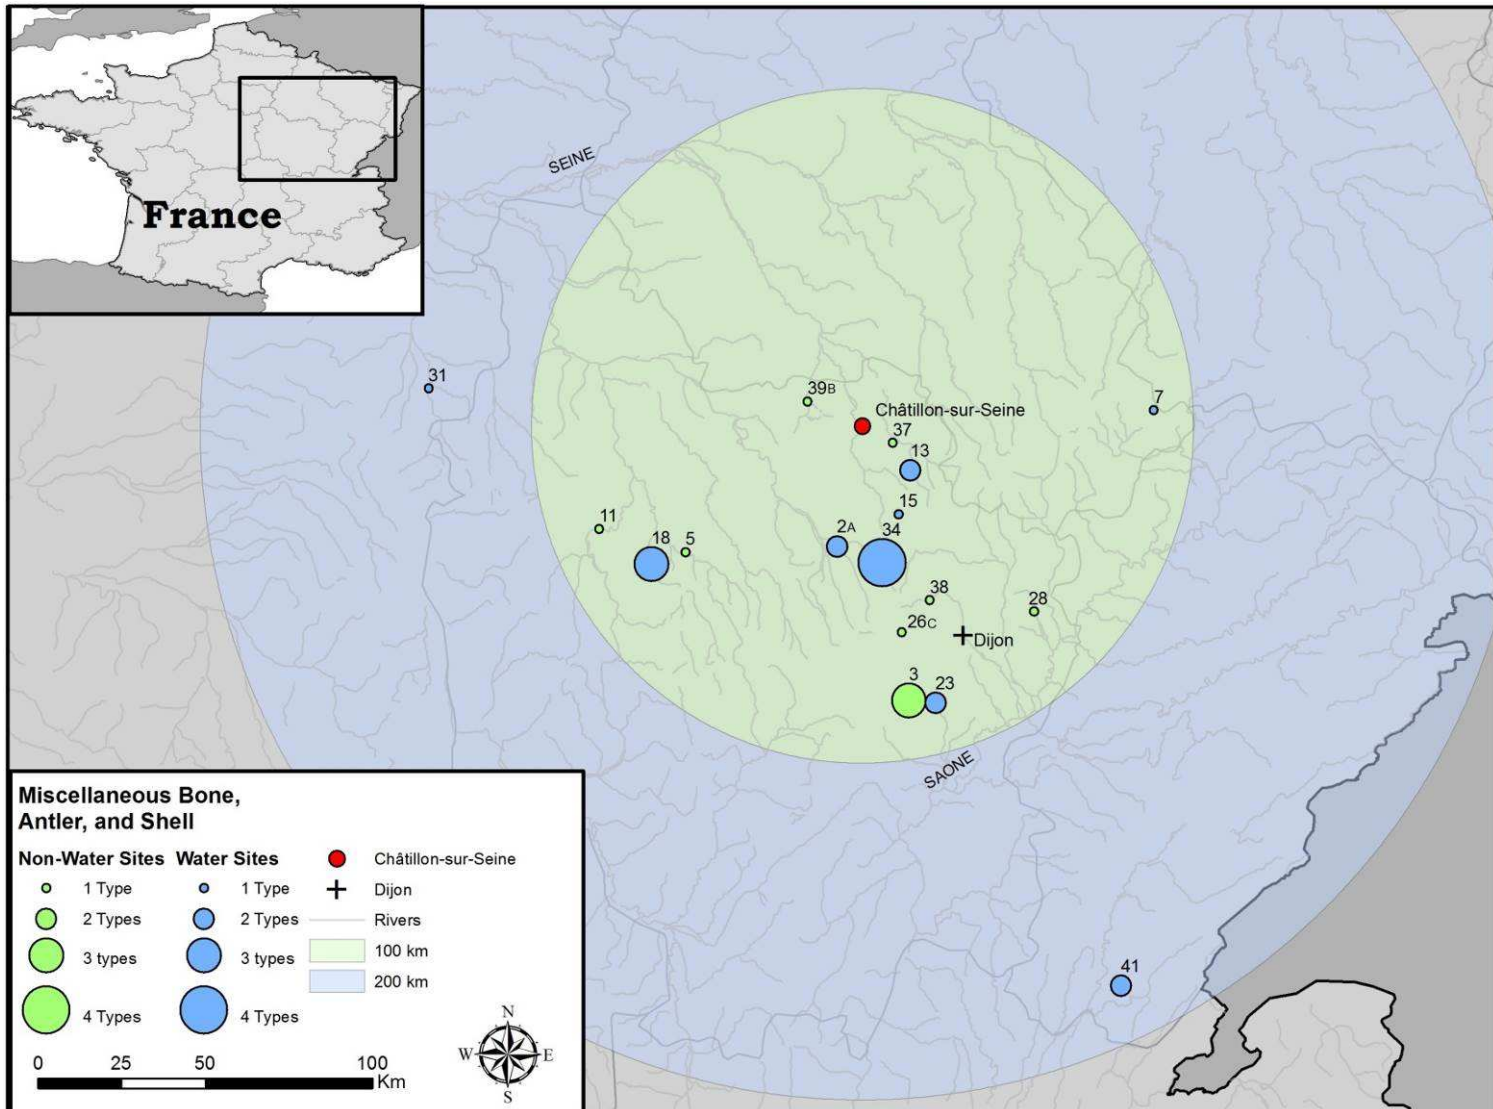 France
SEINE
31
39B
Châtillon-sur-Seine
7
37
13
15
11
2A
34
18
5
38
28
26C
Dijon
3
23
SAONE
41
Miscellaneous Bone,
Antler, and Shell
Non-Water Sites Water Sites
1 Type 1 Type
2 Types 2 Types
3 types 3 Types
4 Types 4 Types
Châtillon-sur-Seine
Dijon
Rivers
100 km
200 km
0 25 50 100
Km
N
W E
S